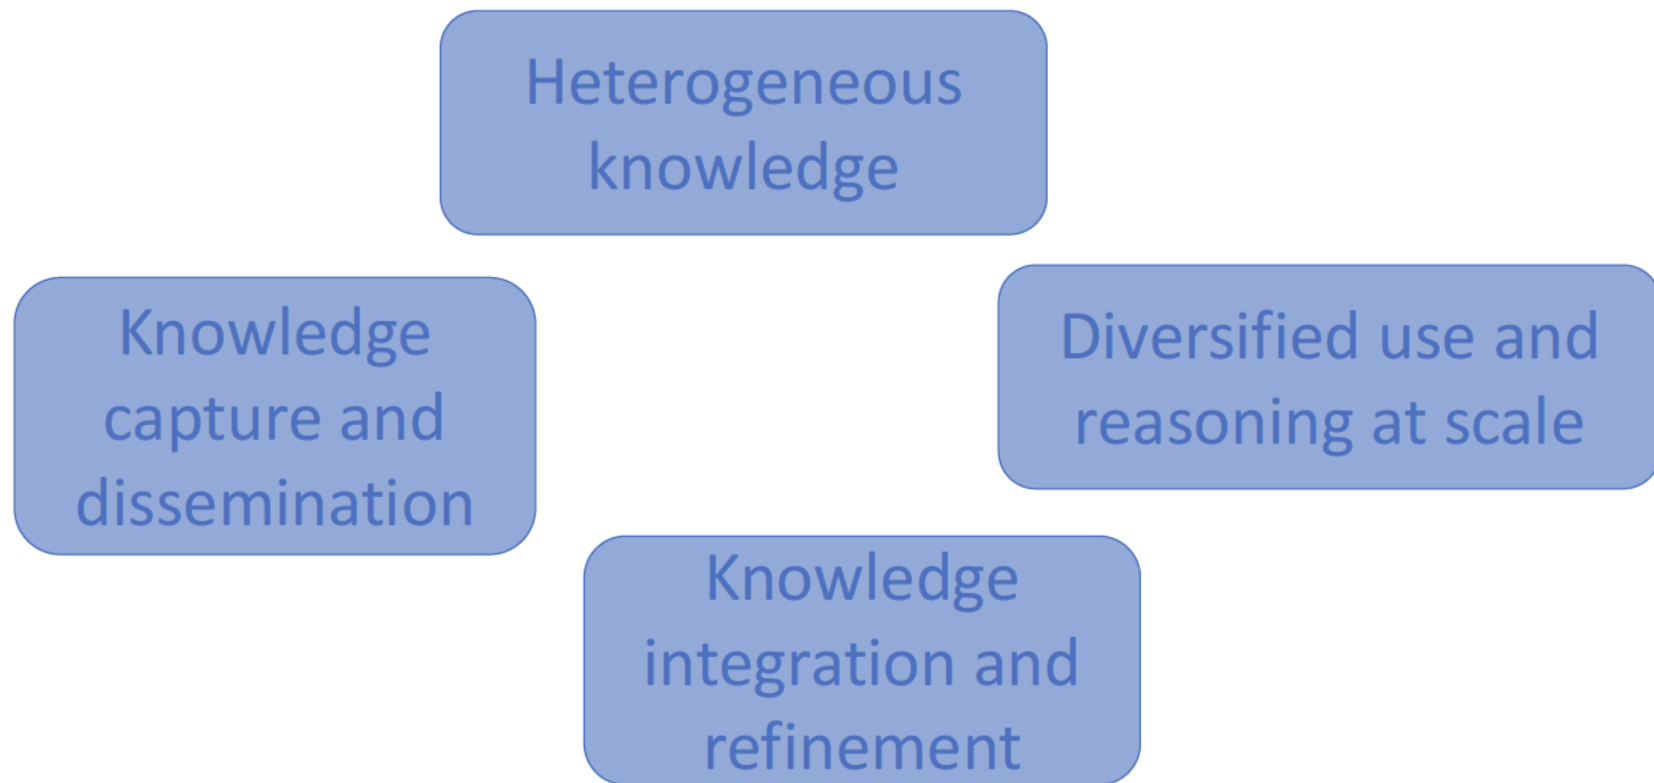 Heterogeneous
knowledge
Knowledge
capture and
dissemination
Diversified use and
reasoning at scale
Knowledge
integration and
refinement